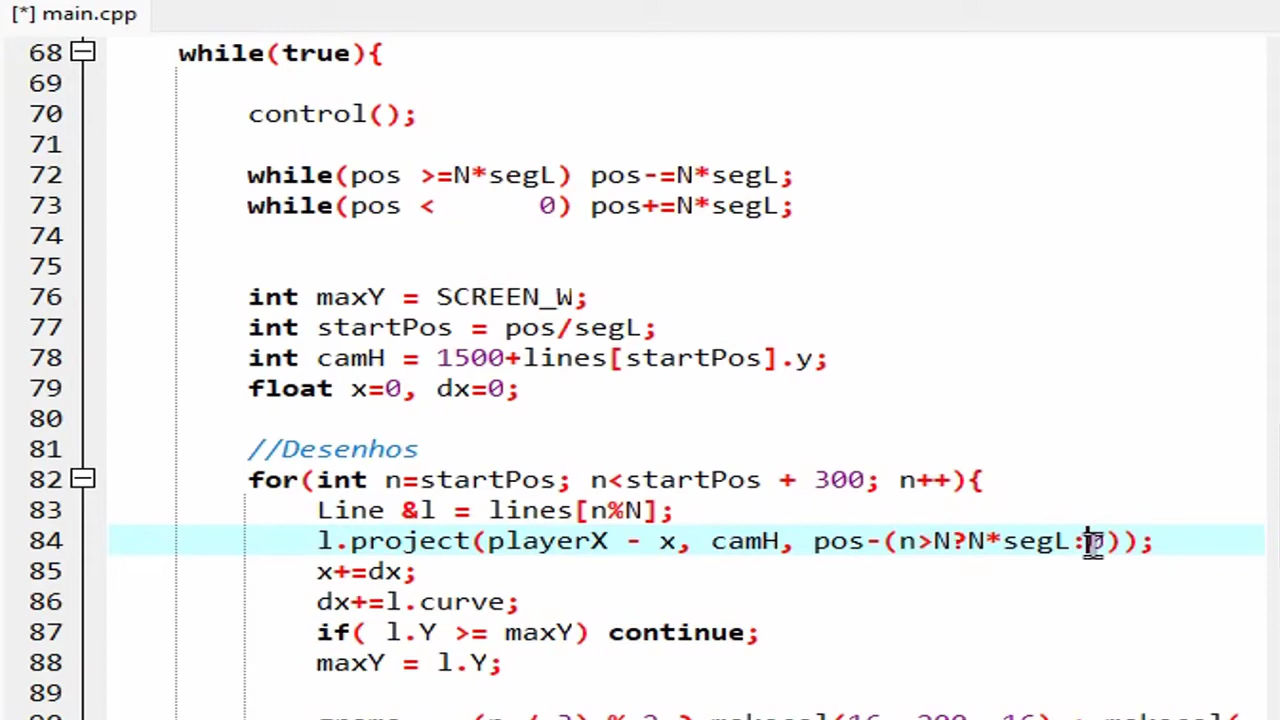 [*] main.cpp
68 while(true){
69
70 control();
71
72 while(pos >=N*segL) pos-=N*segL;
73 while(pos < 0) pos+=N*segL;
74
75
76 int maxY = SCREEN_W;
77 int startPos = pos/segL;
78 int camH = 1500+lines[startPos].y;
79 float x=0, dx=0;
80
81 //Desenhos
82 for(int n=startPos; n<startPos + 300; n++){
83 Line &l = lines[n%N];
84 l.project(playerX - x, camH, pos-(n>N?N*segL:0));
85 x+=dx;
86 dx+=l.curve;
87 if( l.Y >= maxY) continue;
88 maxY = l.Y;
89